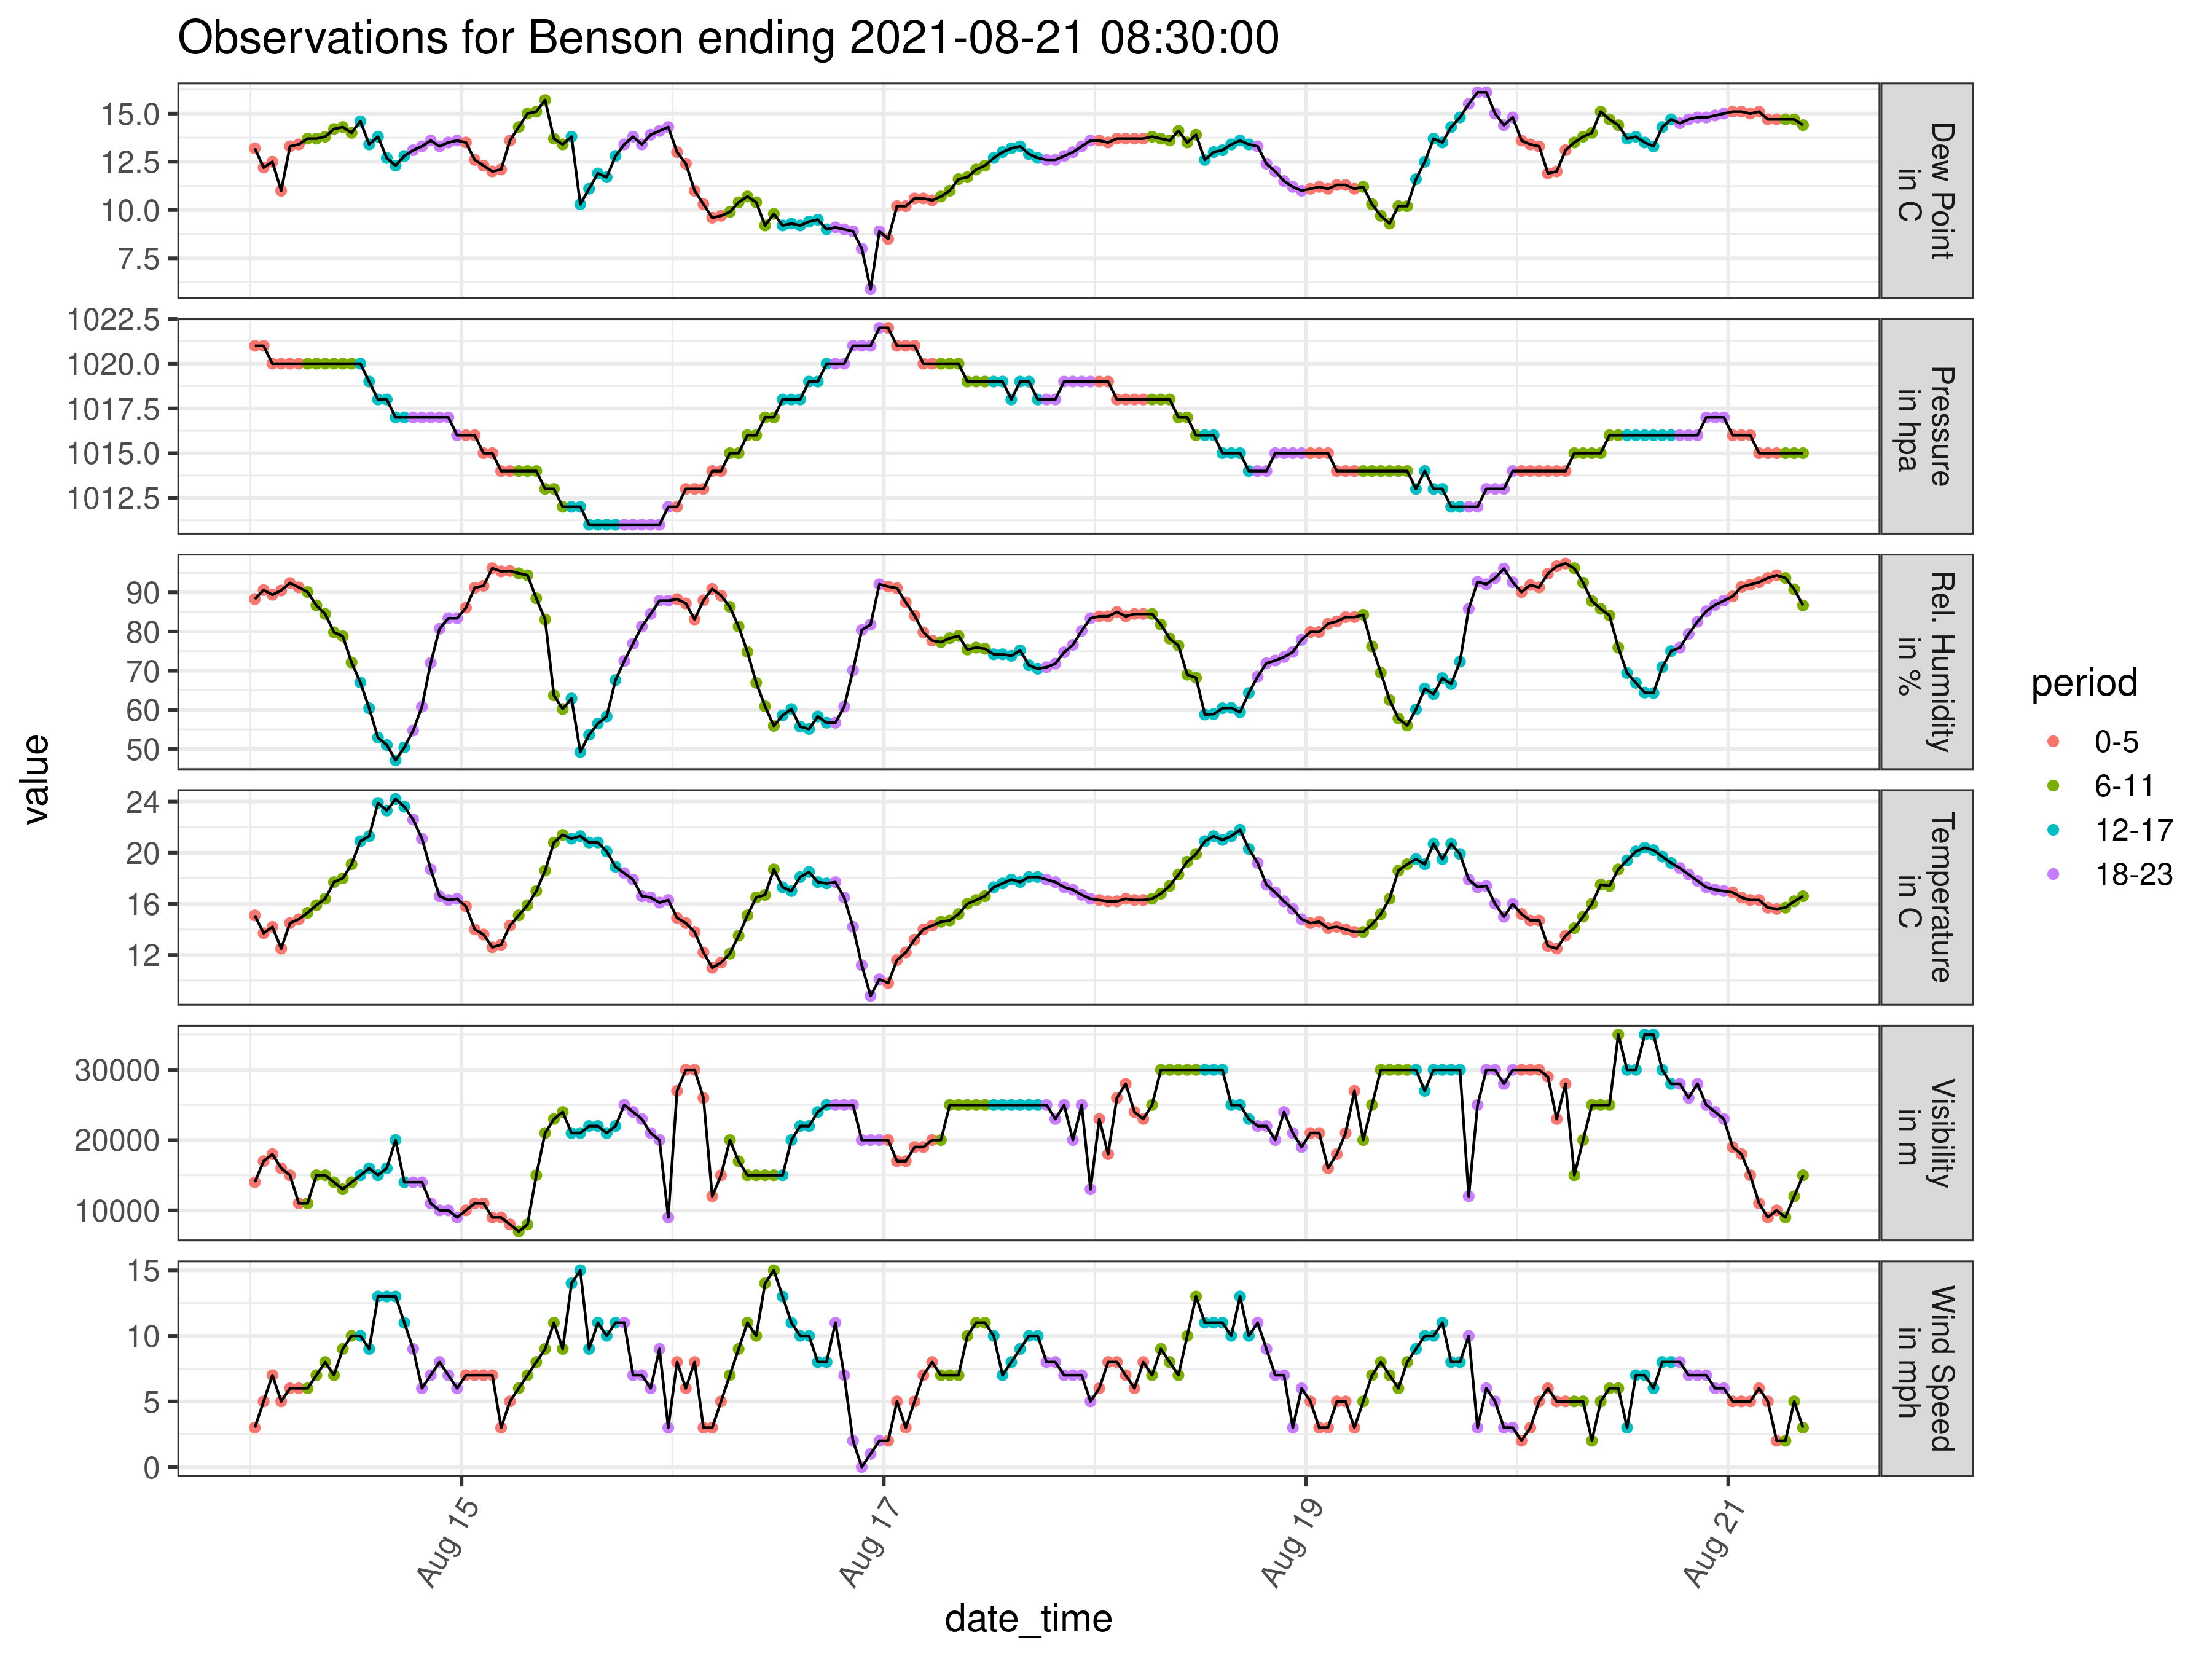 Observations for Benson ending 2021-08-21 08:30:00
value
15.0
12.5
10.0
7.5
Dew Point
in C
1022.5
1020.0
1017.5
1015.0
1012.5
Pressure
in hpa
90
80
70
60
50
Rel. Humidity
in %
24
20
16
12
Temperature
in C
30000
20000
10000
Visibility
in m
15
10
5
0
Wind Speed
in mph
Aug 15
Aug 17
Aug 19
Aug 21
date_time
period
0-5
6-11
12-17
18-23